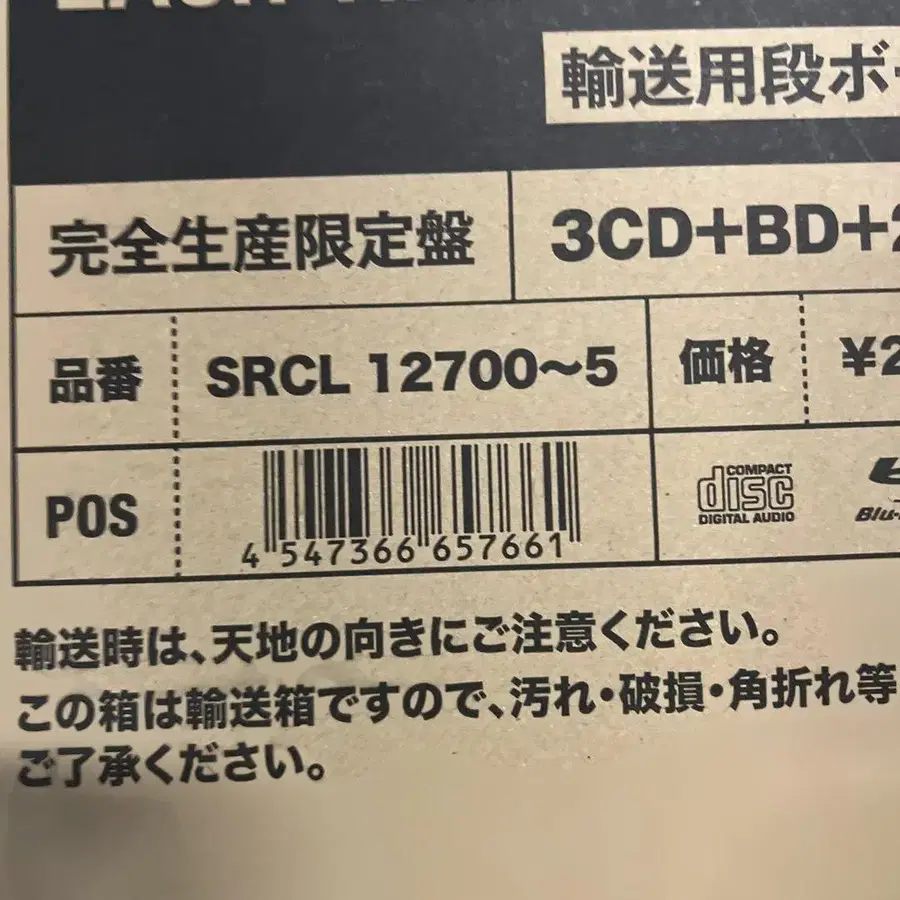 輸送用段ボー
完全生産限定盤
3CD+BD+2
品番
SRCL 12700～5
価格
¥2
POS
4 547366 657661
COMPACT
disc
DIGITAL AUDIO
Blu-
輸送時は、天地の向きにご注意ください。
この箱は輸送箱ですので、汚れ・破損・角折れ等
ご了承ください。